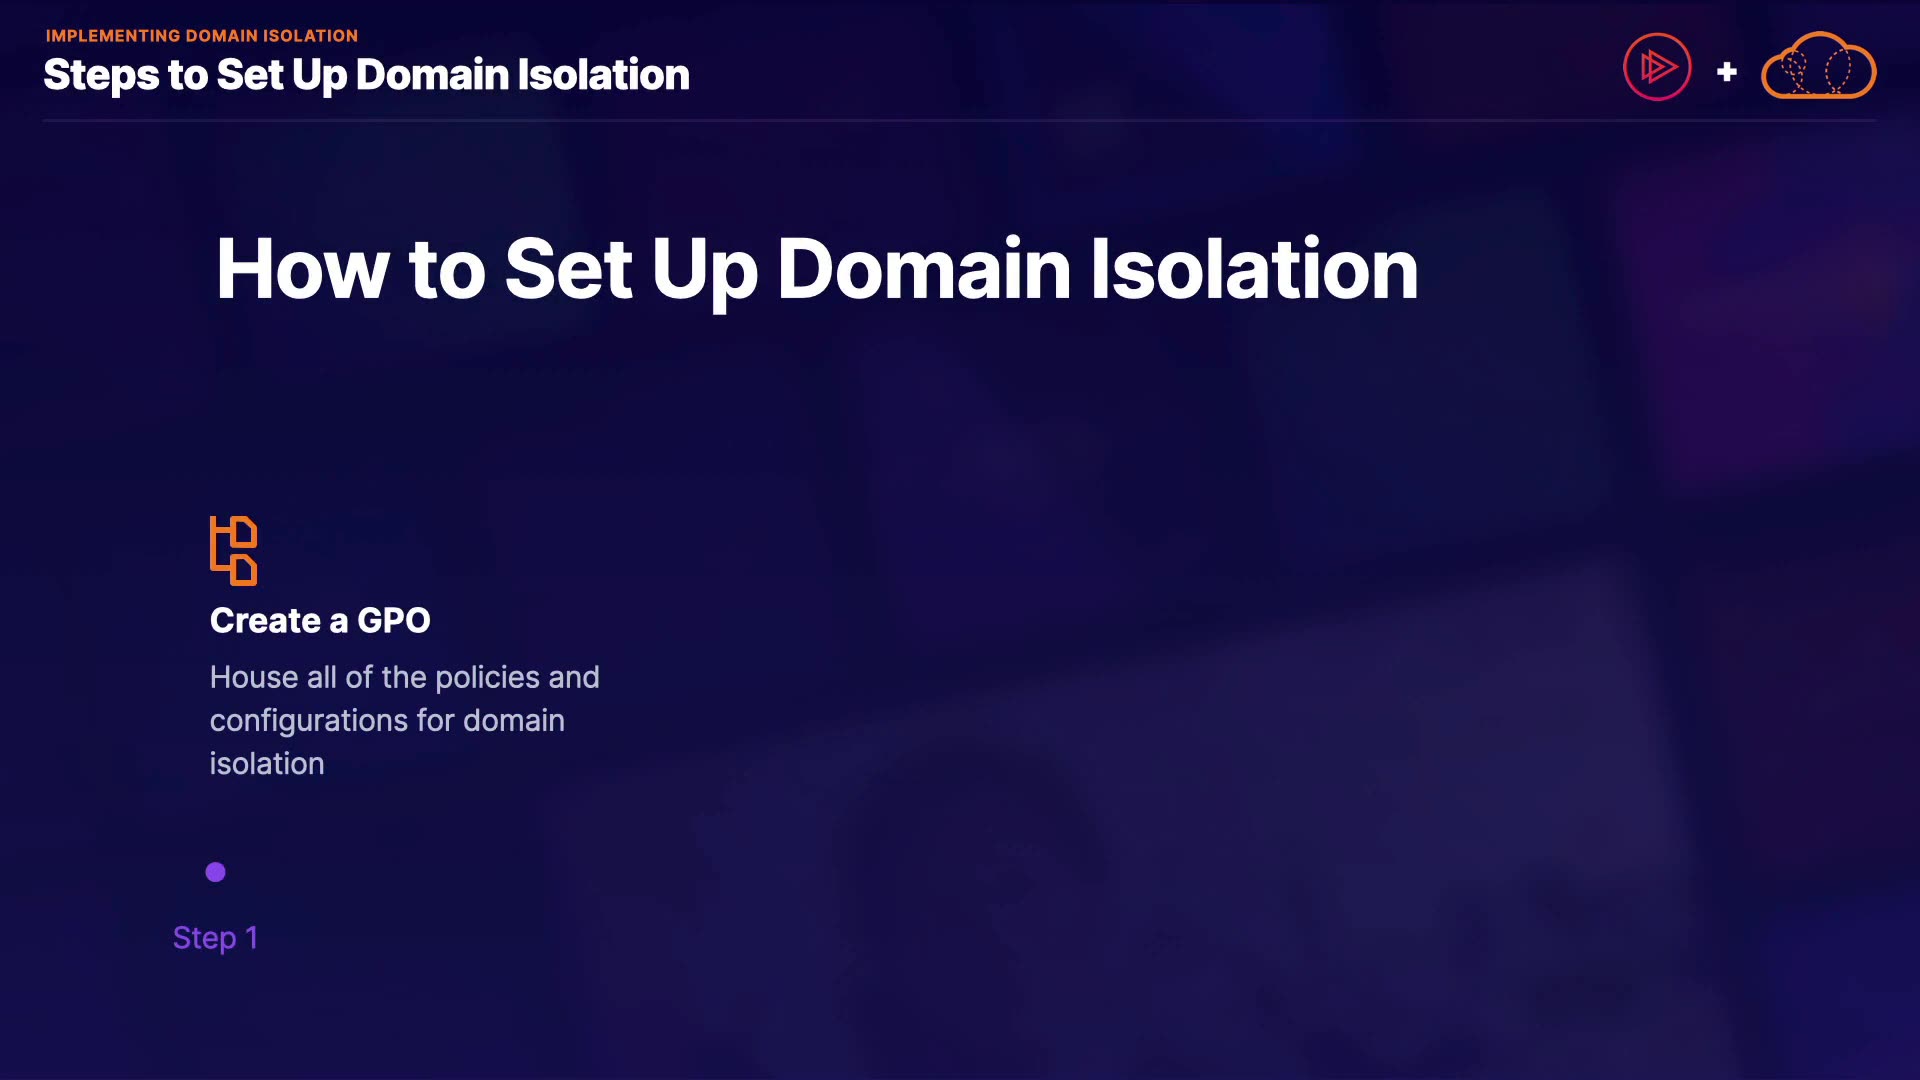 IMPLEMENTING DOMAIN ISOLATION
Steps to Set Up Domain Isolation
+
How to Set Up Domain Isolation
Create a GPO
House all of the policies and
configurations for domain
isolation
Step 1